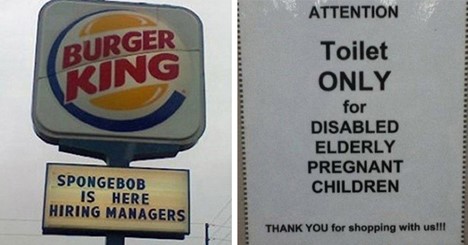 BURGER
KING
SPONGEBOB
IS HERE
HIRING MANAGERS
ATTENTION
Toilet
ONLY
for
DISABLED
ELDERLY
PREGNANT
CHILDREN
THANK YOU for shopping with us!!!